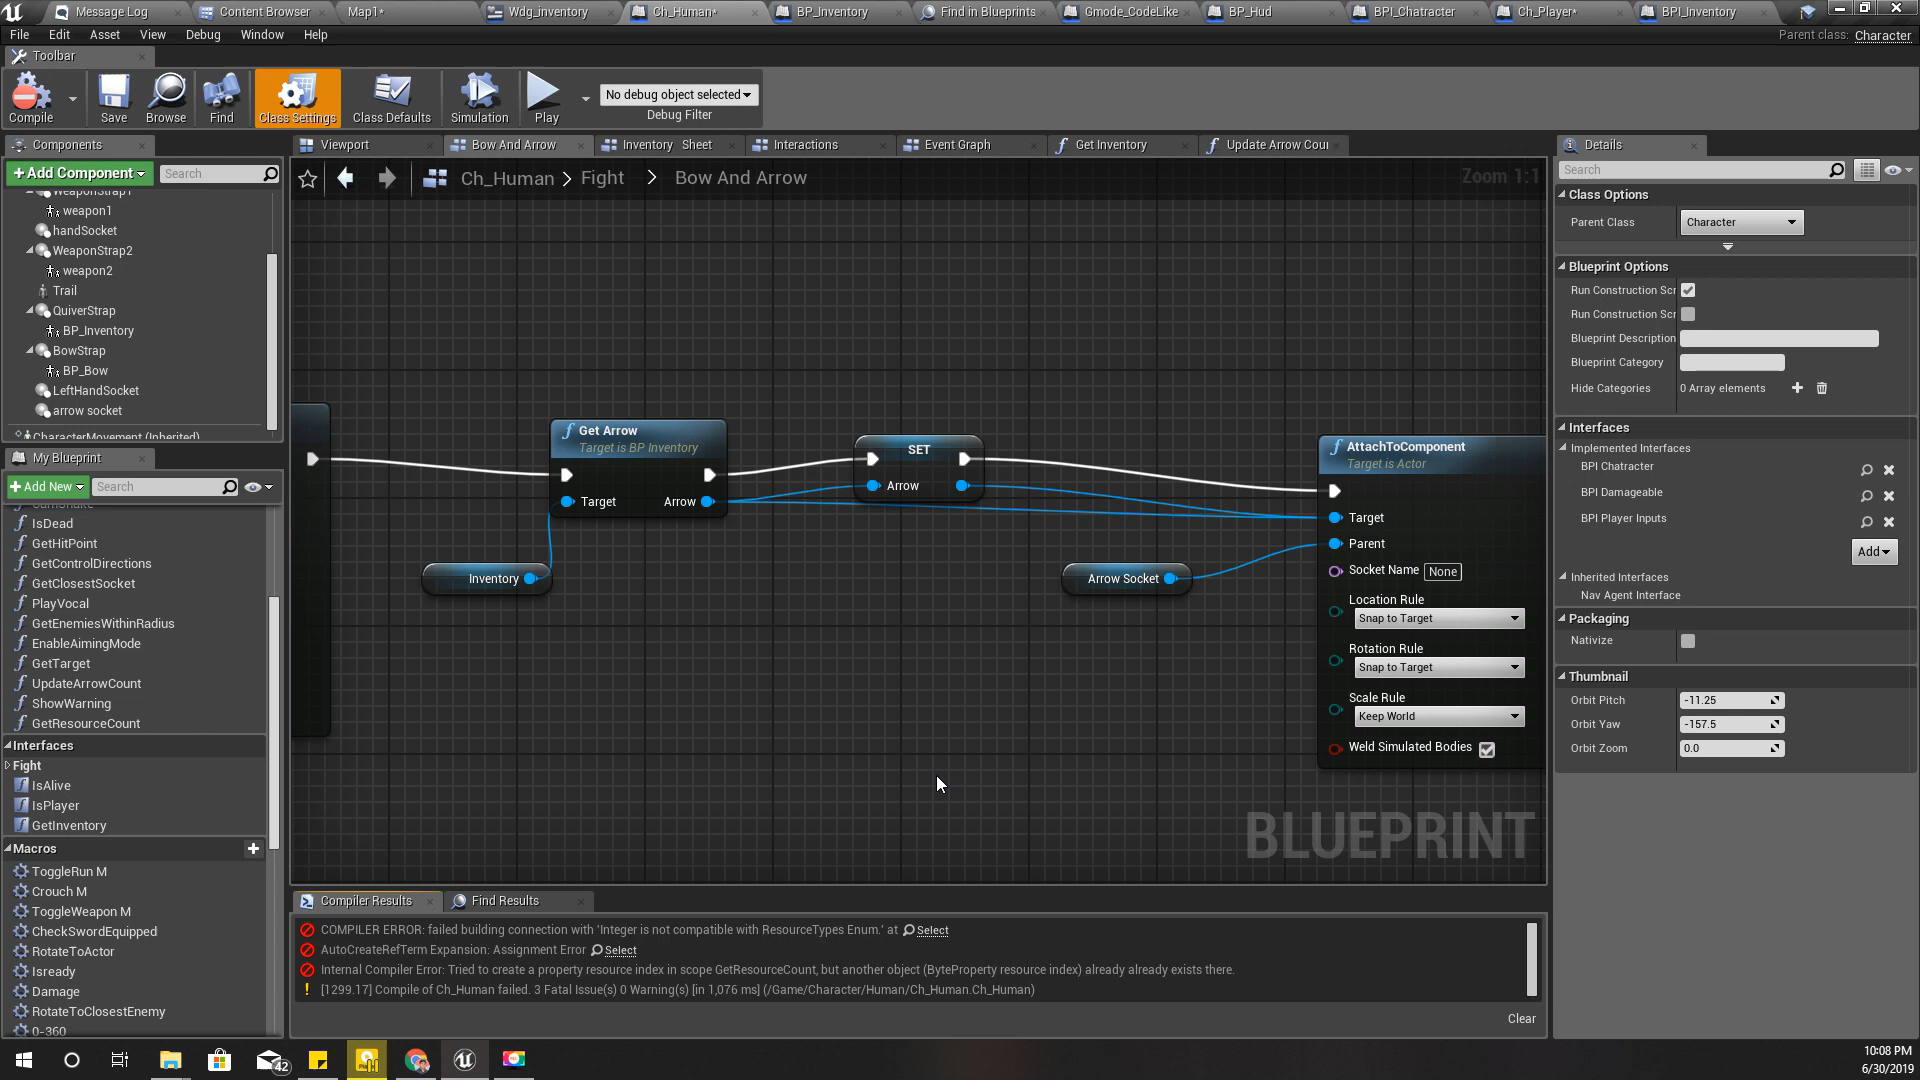 Message Log
Content Browser
Map1*
Wdg_inventory
Ch_Human*
BP_Inventory
Find in Blueprints
Gmode_CodeLike
BP_Hud
BPI_Chatracter
Ch_Player*
BPI_Inventory
File Edit Asset View Debug Window Help
Parent class: Character
Toolbar
Compile
Save
Browse
Find
Class Settings
Class Defaults
Simulation
Play
No debug object selected
Debug Filter
Components
+Add Component
Search
WeaponStrap1
weapon1
handSocket
WeaponStrap2
weapon2
Trail
QuiverStrap
BP_Inventory
BowStrap
BP_Bow
LeftHandSocket
arrow socket
CharacterMovement (Inherited)
My Blueprint
+Add New
Search
IsDead
GetHitPoint
GetControlDirections
GetClosestSocket
PlayVocal
GetEnemiesWithinRadius
EnableAimingMode
GetTarget
UpdateArrowCount
ShowWarning
GetResourceCount
Interfaces
Fight
IsAlive
IsPlayer
GetInventory
Macros
ToggleRun M
Crouch M
ToggleWeapon M
CheckSwordEquipped
RotateToActor
Isready
Damage
RotateToClosestEnemy
0-360
Viewport
Bow And Arrow
Inventory Sheet
Interactions
Event Graph
Get Inventory
Update Arrow Cou
Ch_Human > Fight > Bow And Arrow
Zoom 1:1
Get Arrow
Target is BP Inventory
Target
Arrow
Inventory
SET
Arrow
Arrow Socket
AttachToComponent
Target is Actor
Target
Parent
Socket Name None
Location Rule
Snap to Target
Rotation Rule
Snap to Target
Scale Rule
Keep World
Weld Simulated Bodies
BLUEPRINT
Compiler Results
Find Results
COMPILER ERROR: failed building connection with 'Integer is not compatible with ResourceTypes Enum.' at Select
AutoCreateRefTerm Expansion: Assignment Error Select
Internal Compiler Error: Tried to create a property resource index in scope GetResourceCount, but another object (ByteProperty resource index) already already exists there.
[1299.17] Compile of Ch_Human failed. 3 Fatal Issue(s) 0 Warning(s) [in 1,076 ms] (/Game/Character/Human/Ch_Human.Ch_Human)
Clear
Details
Search
Class Options
Parent Class Character
Blueprint Options
Run Construction Scr
Run Construction Scr
Blueprint Description
Blueprint Category
Hide Categories 0 Array elements
Interfaces
Implemented Interfaces
BPI Chatracter
BPI Damageable
BPI Player Inputs
Add
Inherited Interfaces
Nav Agent Interface
Packaging
Nativize
Thumbnail
Orbit Pitch -11.25
Orbit Yaw -157.5
Orbit Zoom 0.0
42
10:08 PM
6/30/2019